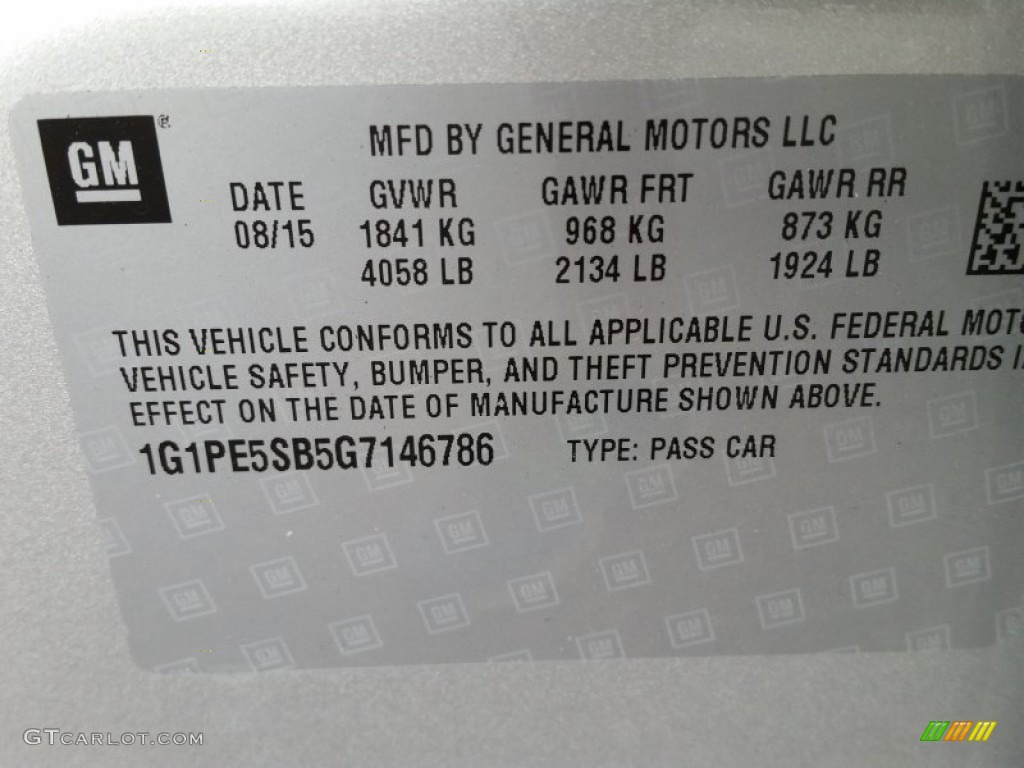 GM®
MFD BY GENERAL MOTORS LLC
DATE GVWR GAWR FRT GAWR RR
08/15 1841 KG 968 KG 873 KG
4058 LB 2134 LB 1924 LB
THIS VEHICLE CONFORMS TO ALL APPLICABLE U.S. FEDERAL MOT
VEHICLE SAFETY, BUMPER, AND THEFT PREVENTION STANDARDS I
EFFECT ON THE DATE OF MANUFACTURE SHOWN ABOVE.
1G1PE5SB5G7146786 TYPE: PASS CAR
GTCARLOT.COM